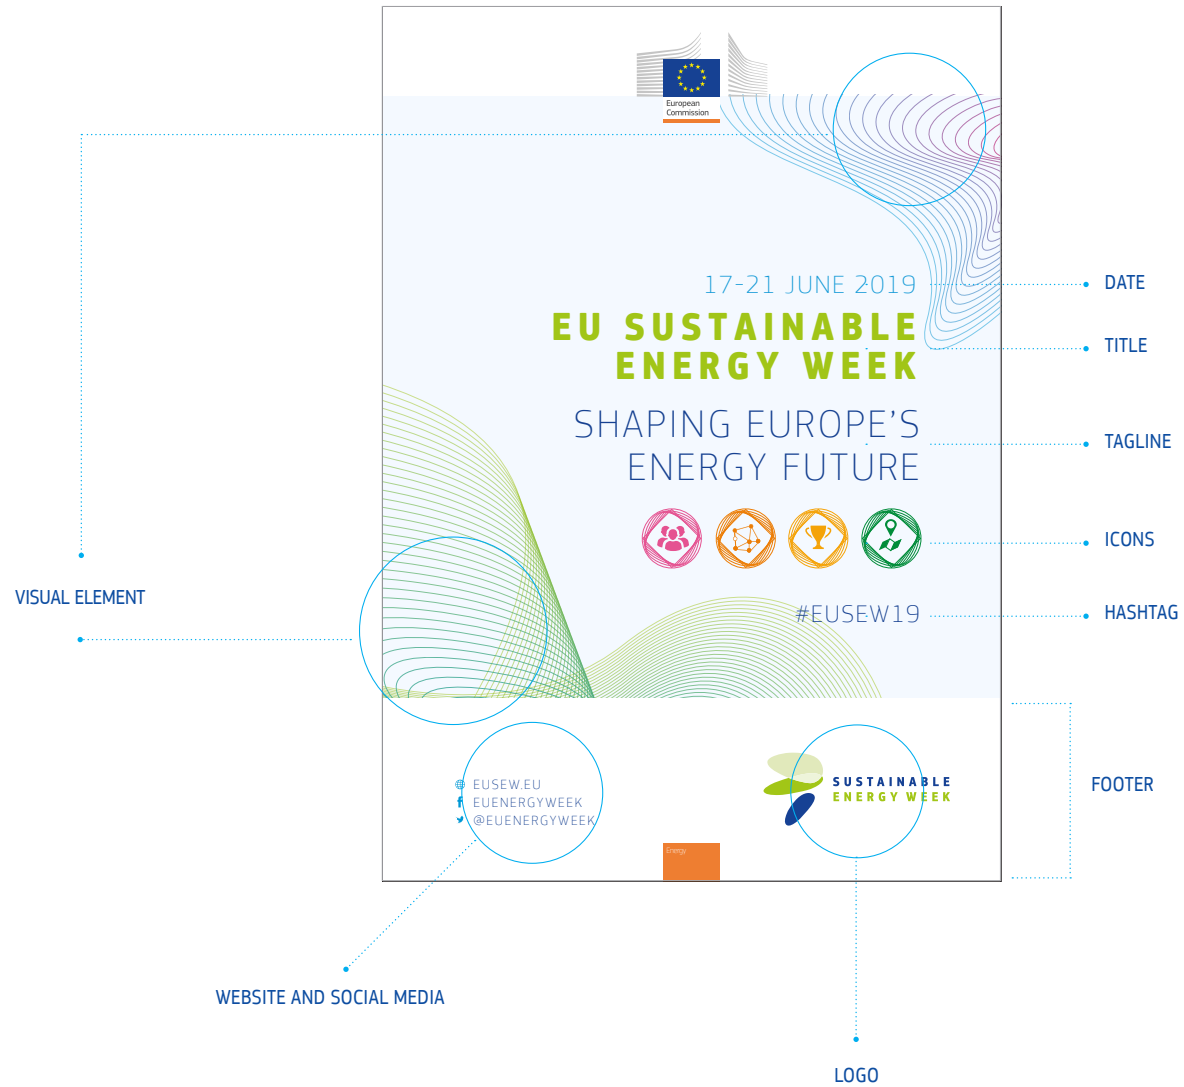 European
Commission
17-21 JUNE 2019
DATE
EU SUSTAINABLE
ENERGY WEEK
TITLE
SHAPING EUROPE'S
ENERGY FUTURE
TAGLINE
ICONS
VISUAL ELEMENT
#EUSEW19
HASHTAG
EUSEW.EU
EUENERGYWEEK
@EUENERGYWEEK
SUSTAINABLE
ENERGY WEEK
FOOTER
Energy
WEBSITE AND SOCIAL MEDIA
LOGO